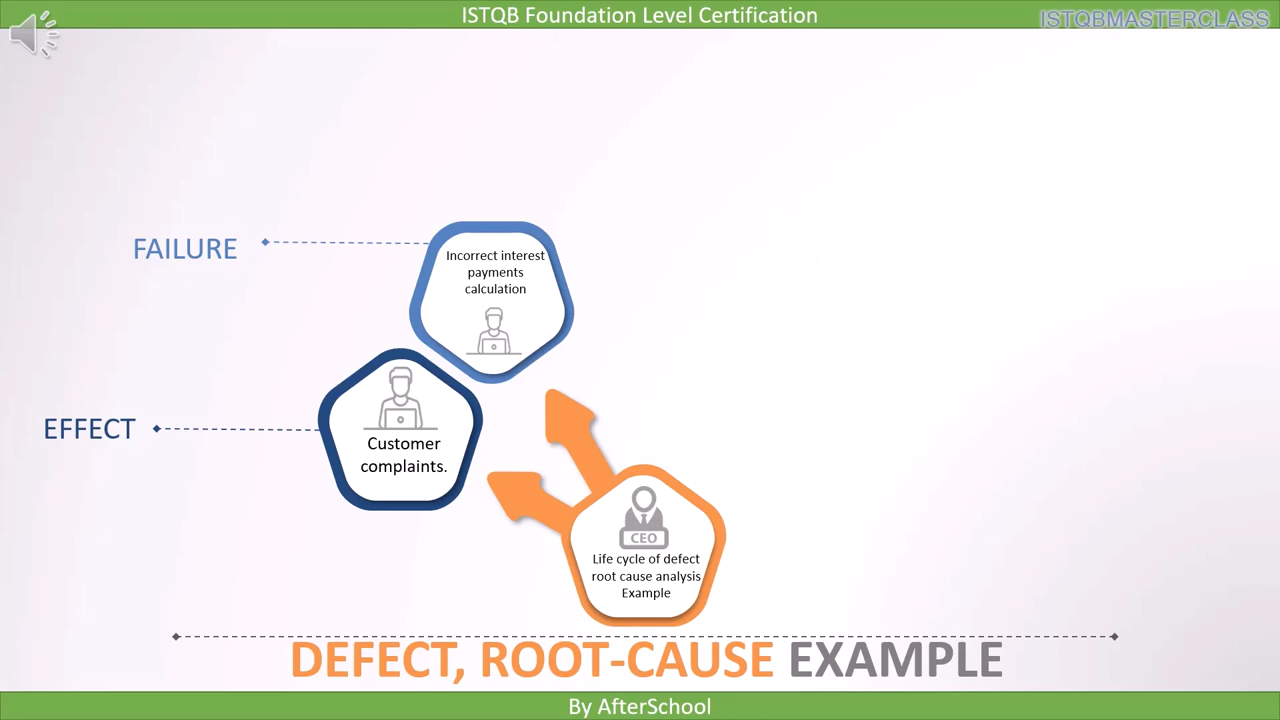 ISTQB Foundation Level Certification
ISTQBMASTERCLASS
FAILURE
Incorrect interest
payments
calculation
EFFECT
Customer
complaints.
CEO
Life cycle of defect
root cause analysis
Example
DEFECT, ROOT-CAUSE EXAMPLE
By AfterSchool